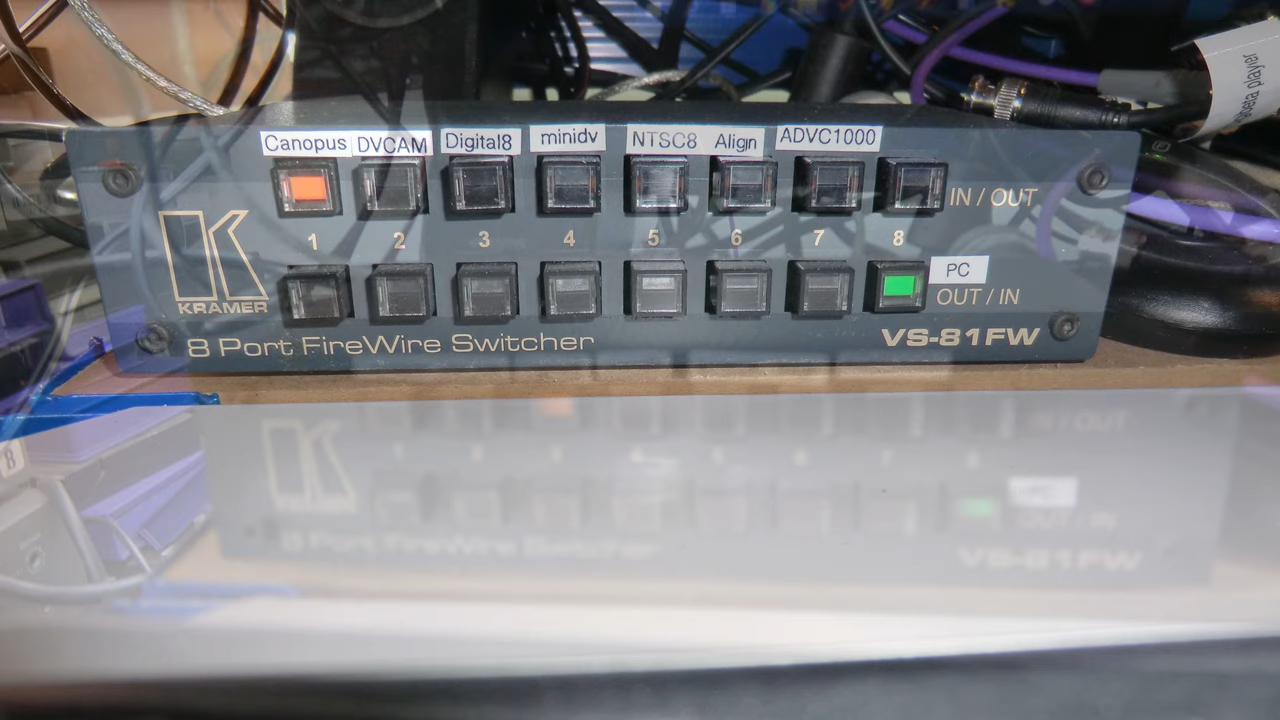 Canopus DVCAM Digital8 minidv NTSC8 Align ADVC1000
IN / OUT
1 2 3 4 5 6 7 8
PC
OUT / IN
K
KRAMER
8 Port FireWire Switcher
VS-81FW
player
B